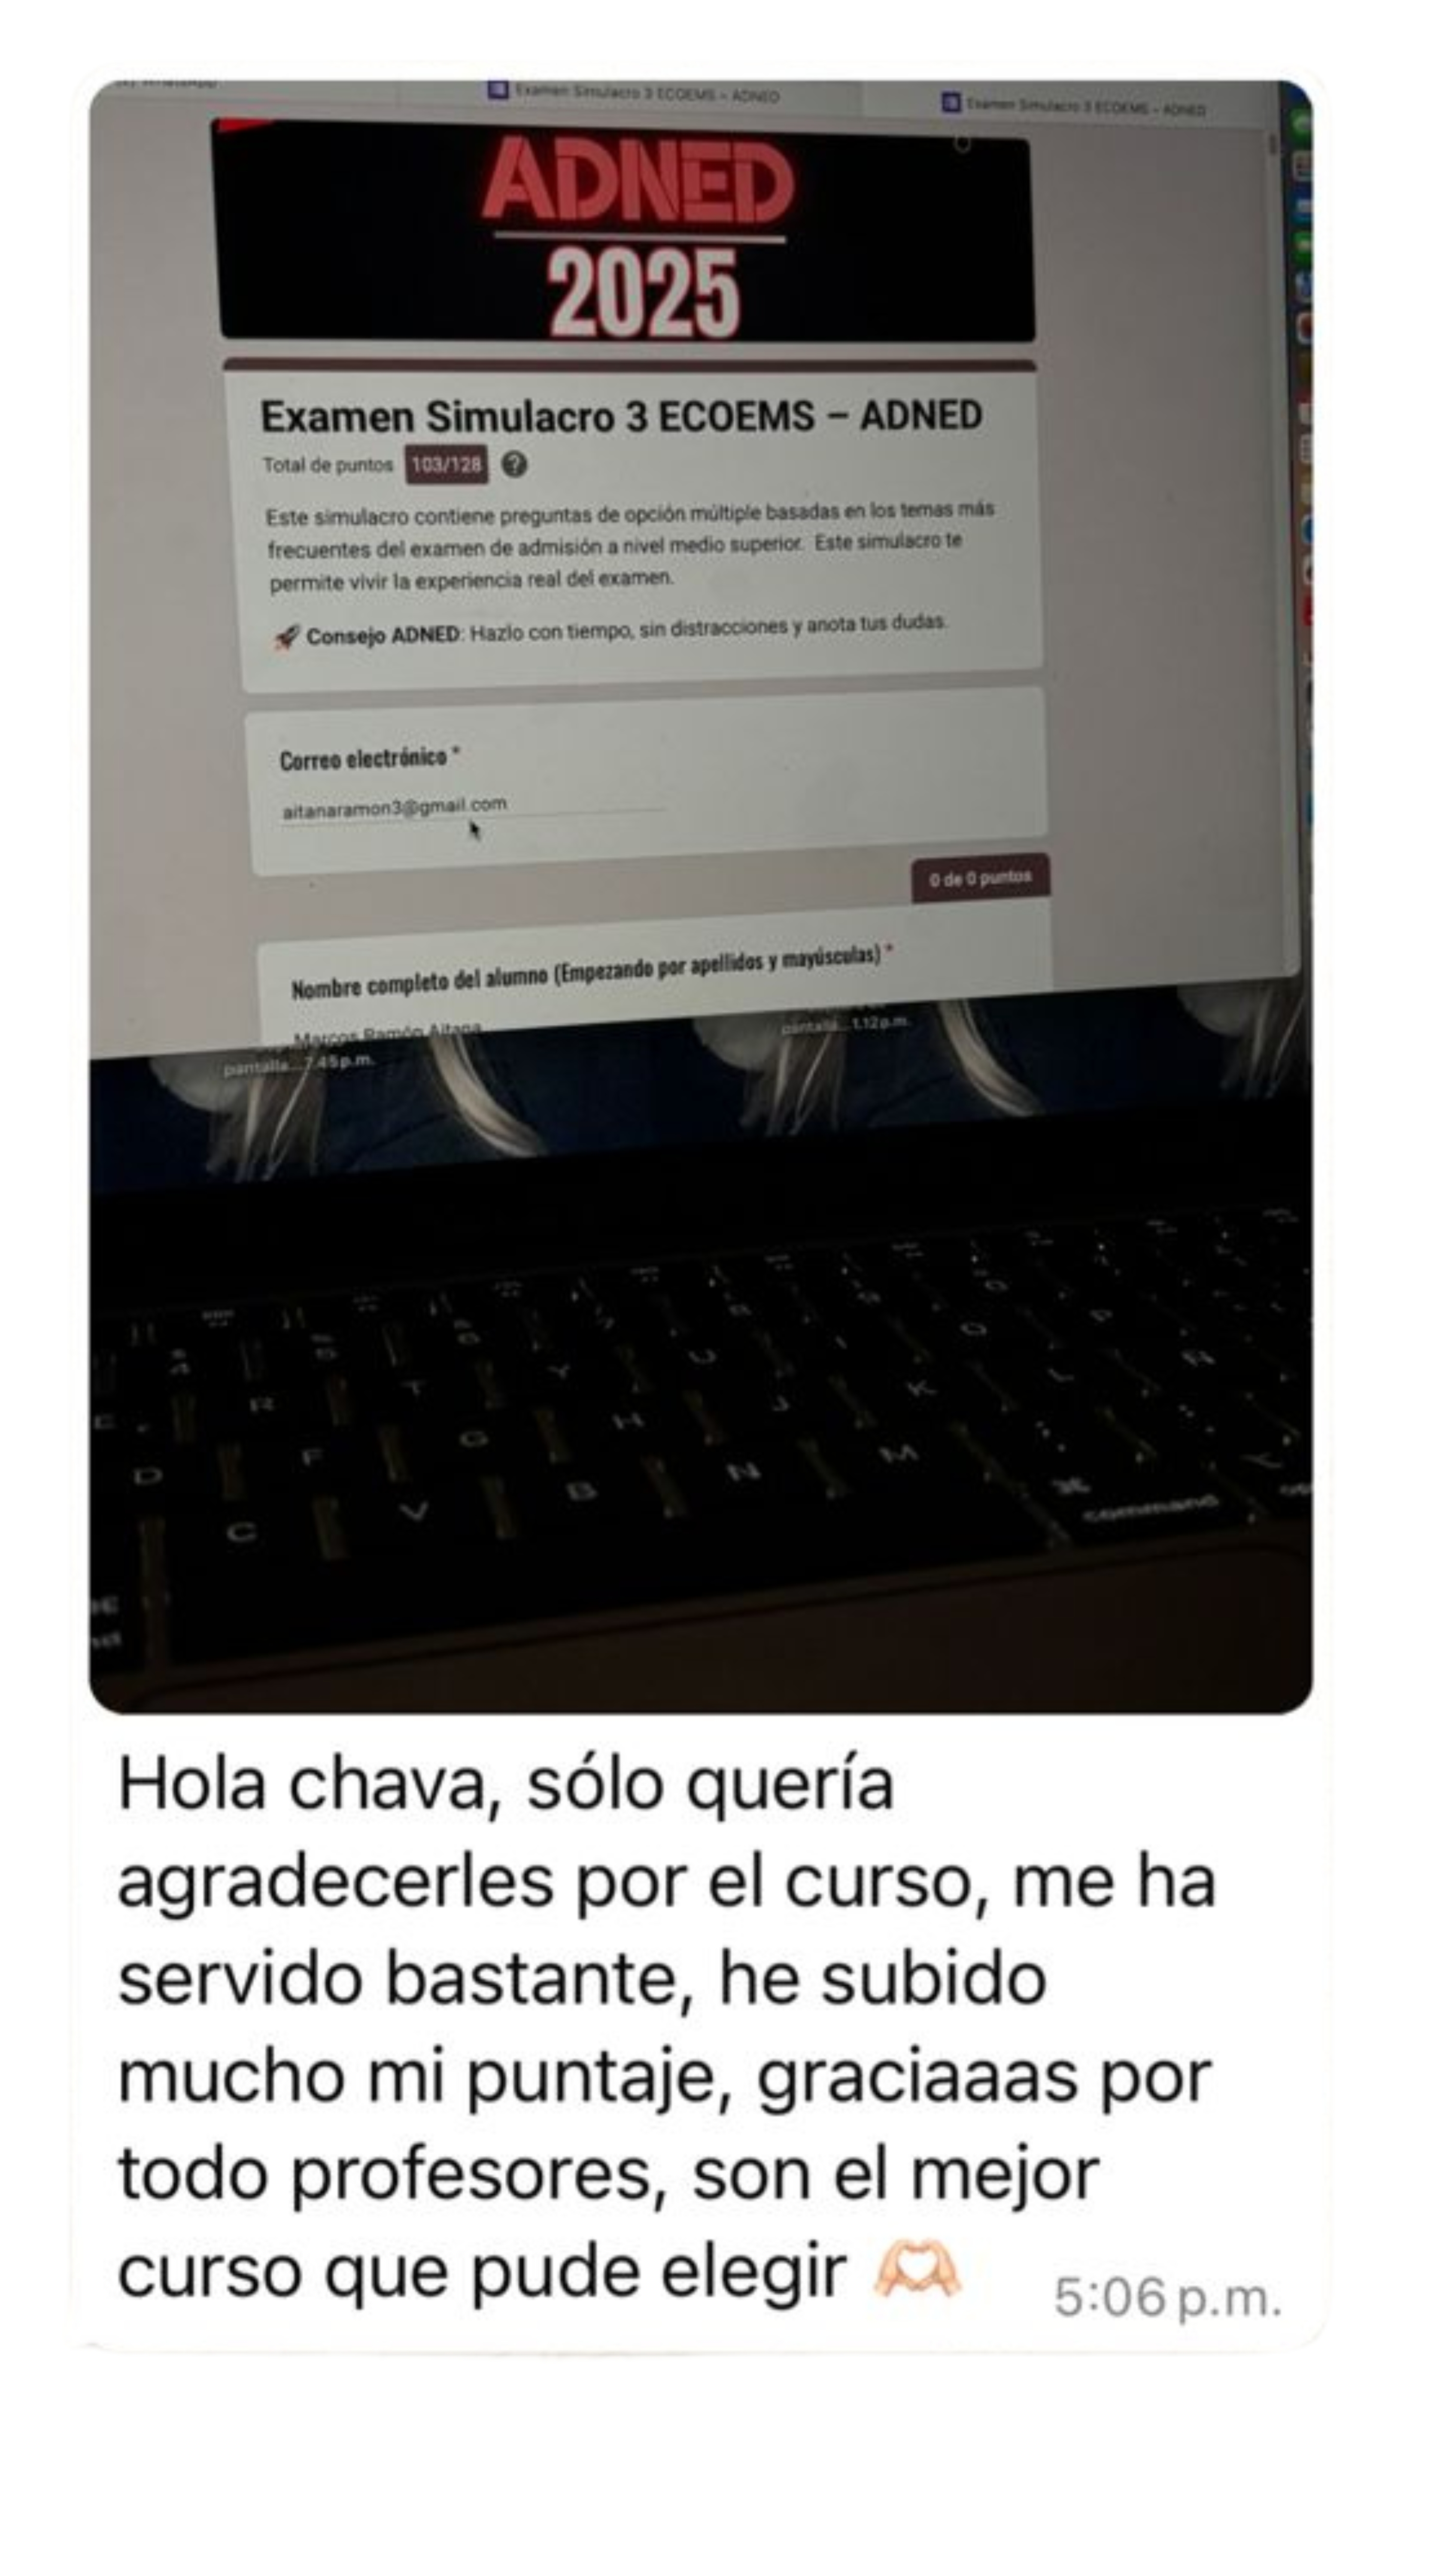 Examen Simulacro 3 ECOEMS – ADNED
Examen Simulacro 3 ECOEMS – ADNED
ADNED
2025
Examen Simulacro 3 ECOEMS – ADNED
Total de puntos 103/128 ?
Este simulacro contiene preguntas de opción múltiple basadas en los temas más
frecuentes del examen de admisión a nivel medio superior. Este simulacro te
permite vivir la experiencia real del examen.
🚀 Consejo ADNED: Hazlo con tiempo, sin distracciones y anota tus dudas.
Correo electrónico *
aitanaramon3@gmail.com
0 de 0 puntos
Nombre completo del alumno (Empezando por apellidos y mayúsculas) *
Marcos Ramón Aitana
pantalla...7.45p.m.
pantalla...1.12p.m.
R T Y U I O P
D F G H J K L Ñ
C V B N M
command
Hola chava, sólo quería
agradecerles por el curso, me ha
servido bastante, he subido
mucho mi puntaje, graciaaas por
todo profesores, son el mejor
curso que pude elegir 🫶🏻
5:06 p.m.